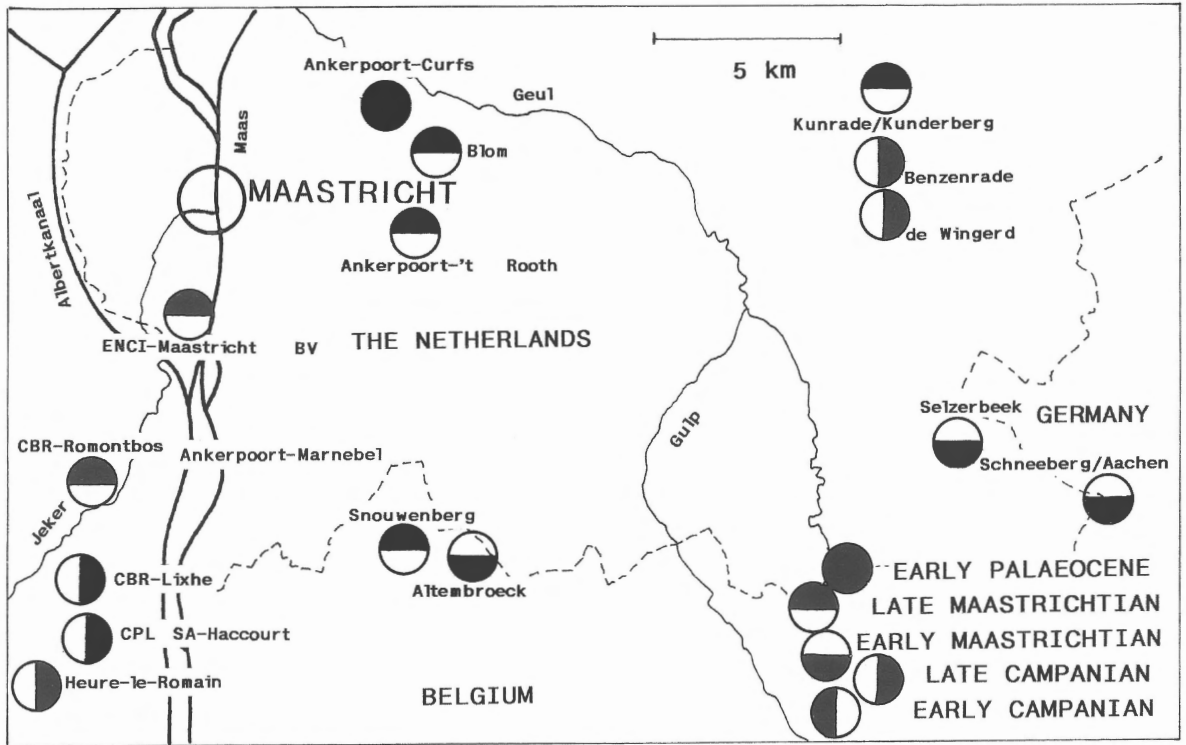 Ankerpoort-Curfs
5 km
Geul
Kunrade/Kunderberg
Maas
Blom
Benzenrade
MAASTRICHT
Albertkanaal
de Wingerd
Ankerpoort-'t Rooth
ENCI-Maastricht BV
THE NETHERLANDS
Selzerbeek
GERMANY
Gulp
CBR-Romontbos
Ankerpoort-Marnebel
Schneeberg/Aachen
Jeker
Snouwenberg
CBR-Lixhe
Altembroeck
EARLY PALAEOCENE
LATE MAASTRICHTIAN
CPL SA-Haccourt
EARLY MAASTRICHTIAN
Heure-le-Romain
LATE CAMPANIAN
BELGIUM
EARLY CAMPANIAN